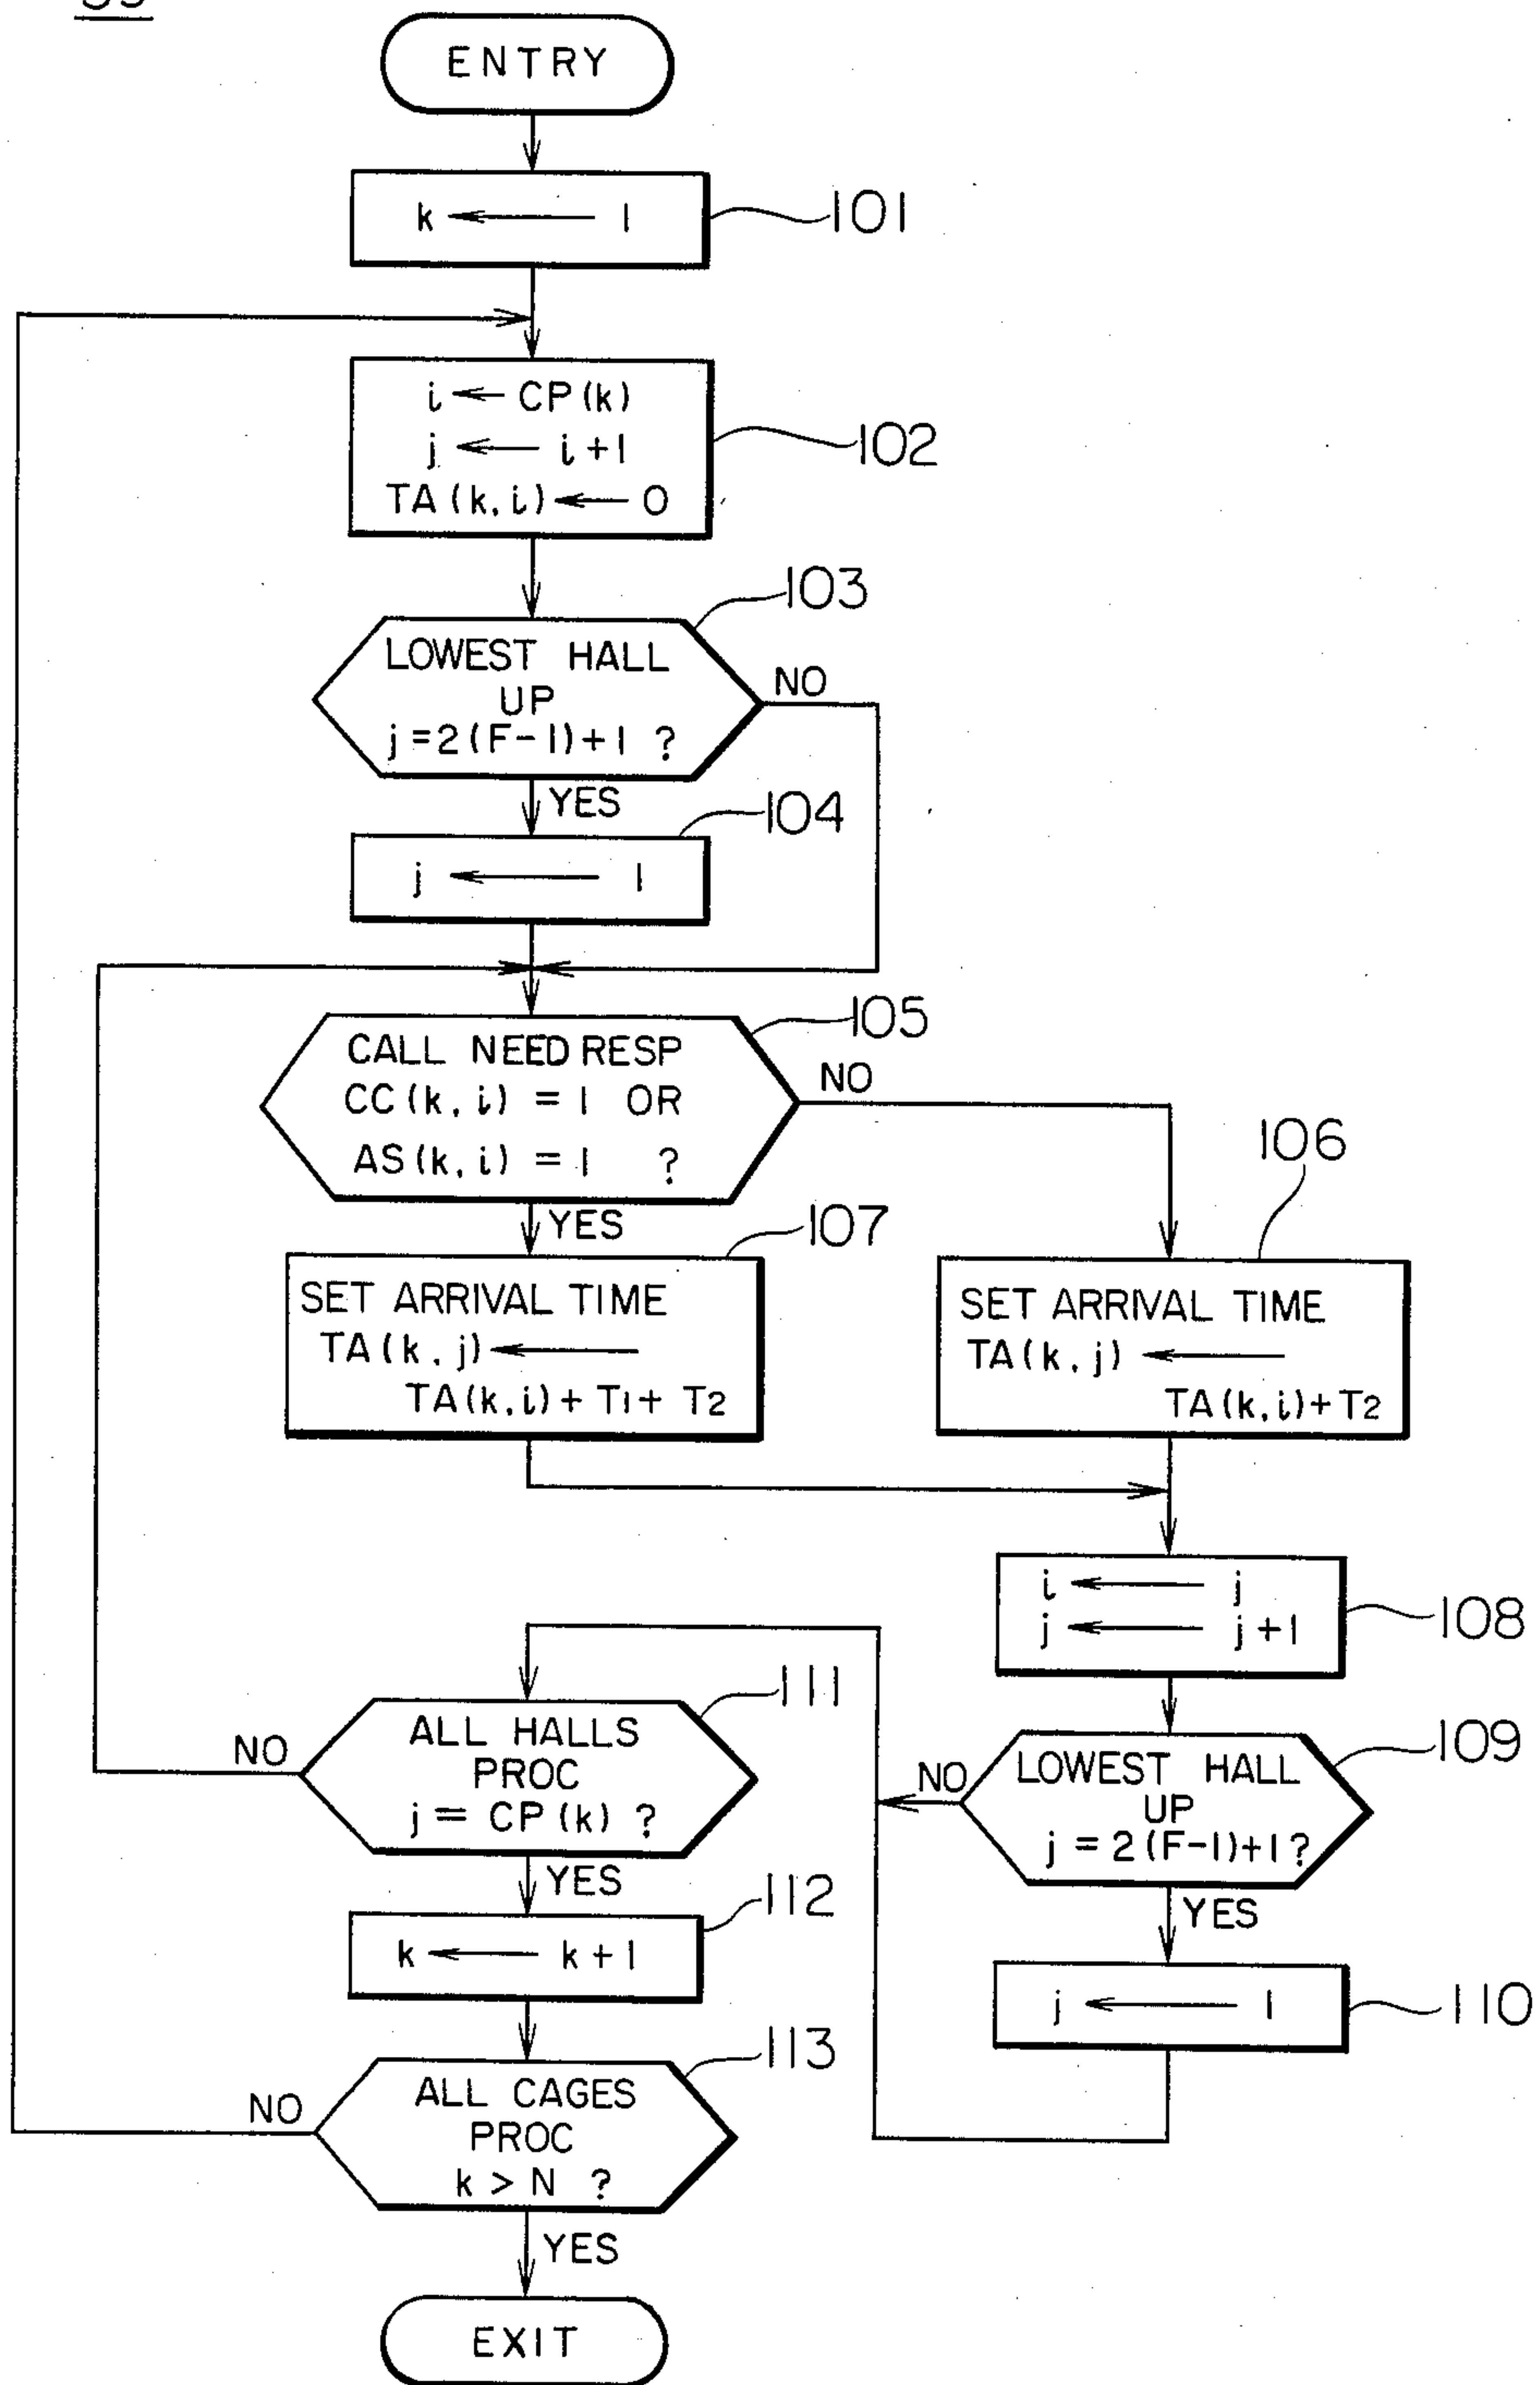 ENTRY
k ← 1
101
i ← CP(k)
j ← i+1
TA(k,i) ← 0
102
103
LOWEST HALL
UP
j=2(F-1)+1 ?
NO
YES
104
j ← 1
105
CALL NEED RESP
CC(k,i) = 1 OR
AS(k,i) = 1 ?
NO
YES
106
107
SET ARRIVAL TIME
TA(k,j) ←
TA(k,i)+T1+T2
SET ARRIVAL TIME
TA(k,j) ←
TA(k,i)+T2
i ← j
j ← j+1
108
109
LOWEST HALL
UP
j = 2(F-1)+1?
NO
YES
j ← 1
110
111
ALL HALLS
PROC
j = CP(k) ?
NO
YES
112
k ← k+1
113
ALL CAGES
PROC
k > N ?
NO
YES
EXIT